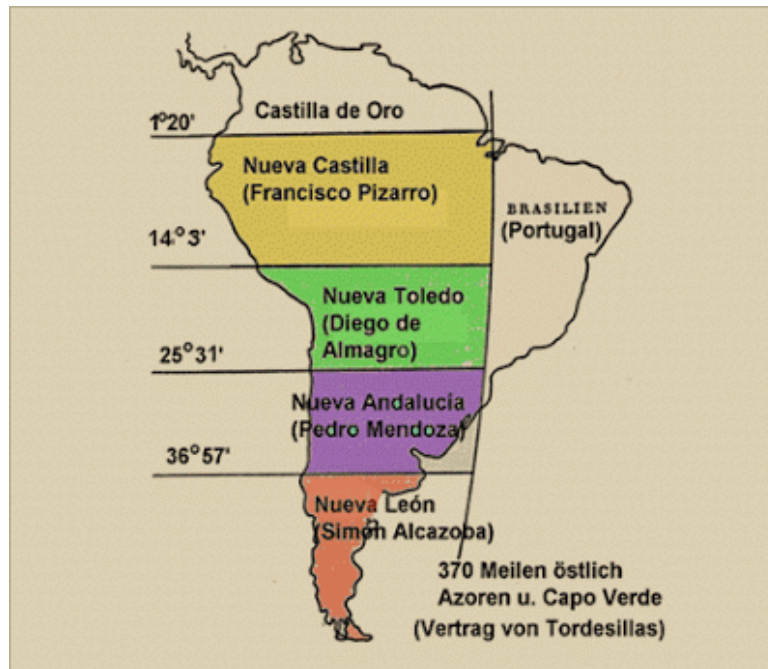 Castilla de Oro
1°20'
Nueva Castilla
(Francisco Pizarro)
BRASILIEN
(Portugal)
14°3'
Nueva Toledo
(Diego de
Almagro)
25°31'
Nueva Andalucia
(Pedro Mendoza)
36°57'
Nueva León
(Simón Alcazoba)
370 Meilen östlich
Azoren u. Capo Verde
(Vertrag von Tordesillas)